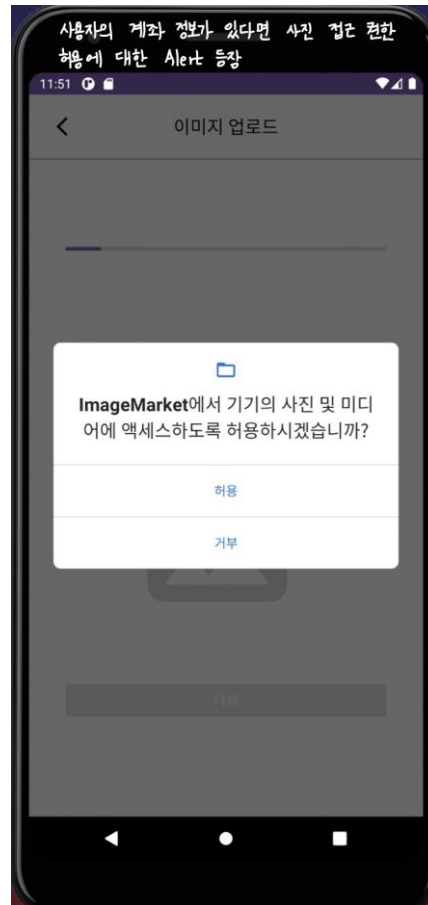 사용자의 계좌 정보가 있다면 사진 접근 권한
허용에 대한 Alert 등장
11:51
이미지 업로드
ImageMarket에서 기기의 사진 및 미디
어에 액세스하도록 허용하시겠습니까?
허용
거부
다음